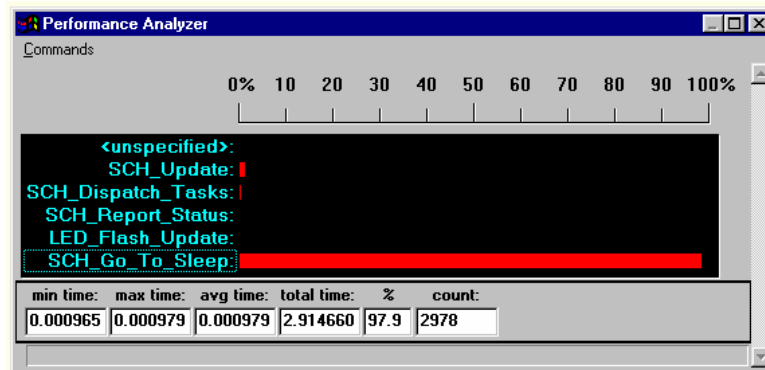 Performance Analyzer
Commands
0% 10 20 30 40 50 60 70 80 90 100%
<unspecified>:
SCH_Update:
SCH_Dispatch_Tasks:
SCH_Report_Status:
LED_Flash_Update:
SCH_Go_To_Sleep:
min time: max time: avg time: total time: % count:
0.000965 0.000979 0.000979 2.914660 97.9 2978